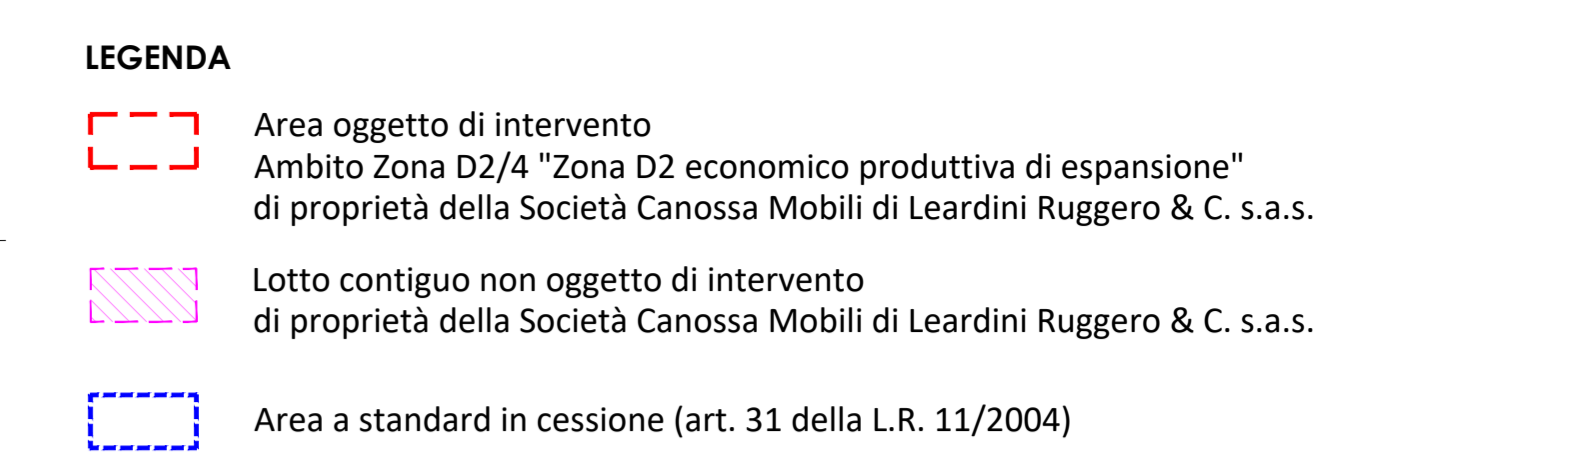 LEGENDA
Area oggetto di intervento
Ambito Zona D2/4 "Zona D2 economico produttiva di espansione"
di proprietà della Società Canossa Mobili di Leardini Ruggero & C. s.a.s.
Lotto contiguo non oggetto di intervento
di proprietà della Società Canossa Mobili di Leardini Ruggero & C. s.a.s.
Area a standard in cessione (art. 31 della L.R. 11/2004)